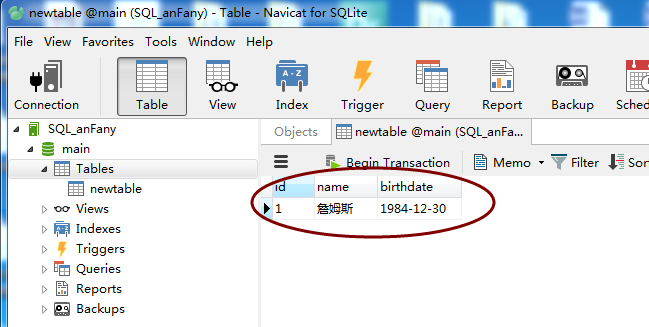 newtable @main (SQL_anFany) - Table - Navicat for SQLite
File View Favorites Tools Window Help
Connection Table View Index Trigger Query Report Backup Sched
SQL_anFany
main
Tables
newtable
Views
Indexes
Triggers
Queries
Reports
Backups
Objects newtable @main (SQL_anFa...
Begin Transaction Memo Filter Sort
id name birthdate
1 詹姆斯 1984-12-30